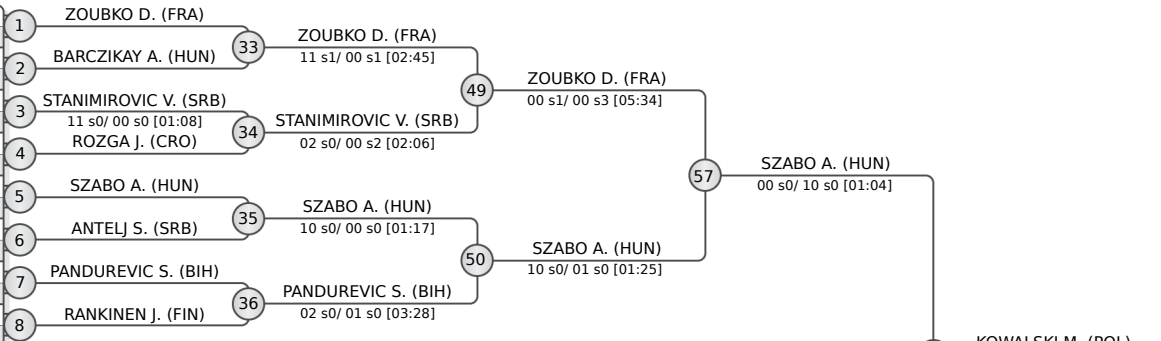 1 ZOUBKO D. (FRA)
2 BARCZIKAY A. (HUN)
33 ZOUBKO D. (FRA)
11 s1/ 00 s1 [02:45]
3 STANIMIROVIC V. (SRB)
11 s0/ 00 s0 [01:08]
4 ROZGA J. (CRO)
34 STANIMIROVIC V. (SRB)
02 s0/ 00 s2 [02:06]
49 ZOUBKO D. (FRA)
00 s1/ 00 s3 [05:34]
5 SZABO A. (HUN)
6 ANTELJ S. (SRB)
35 SZABO A. (HUN)
10 s0/ 00 s0 [01:17]
7 PANDUREVIC S. (BIH)
8 RANKINEN J. (FIN)
36 PANDUREVIC S. (BIH)
02 s0/ 01 s0 [03:28]
50 SZABO A. (HUN)
10 s0/ 01 s0 [01:25]
57 SZABO A. (HUN)
00 s0/ 10 s0 [01:04]
KOWALSKI M. (POL)